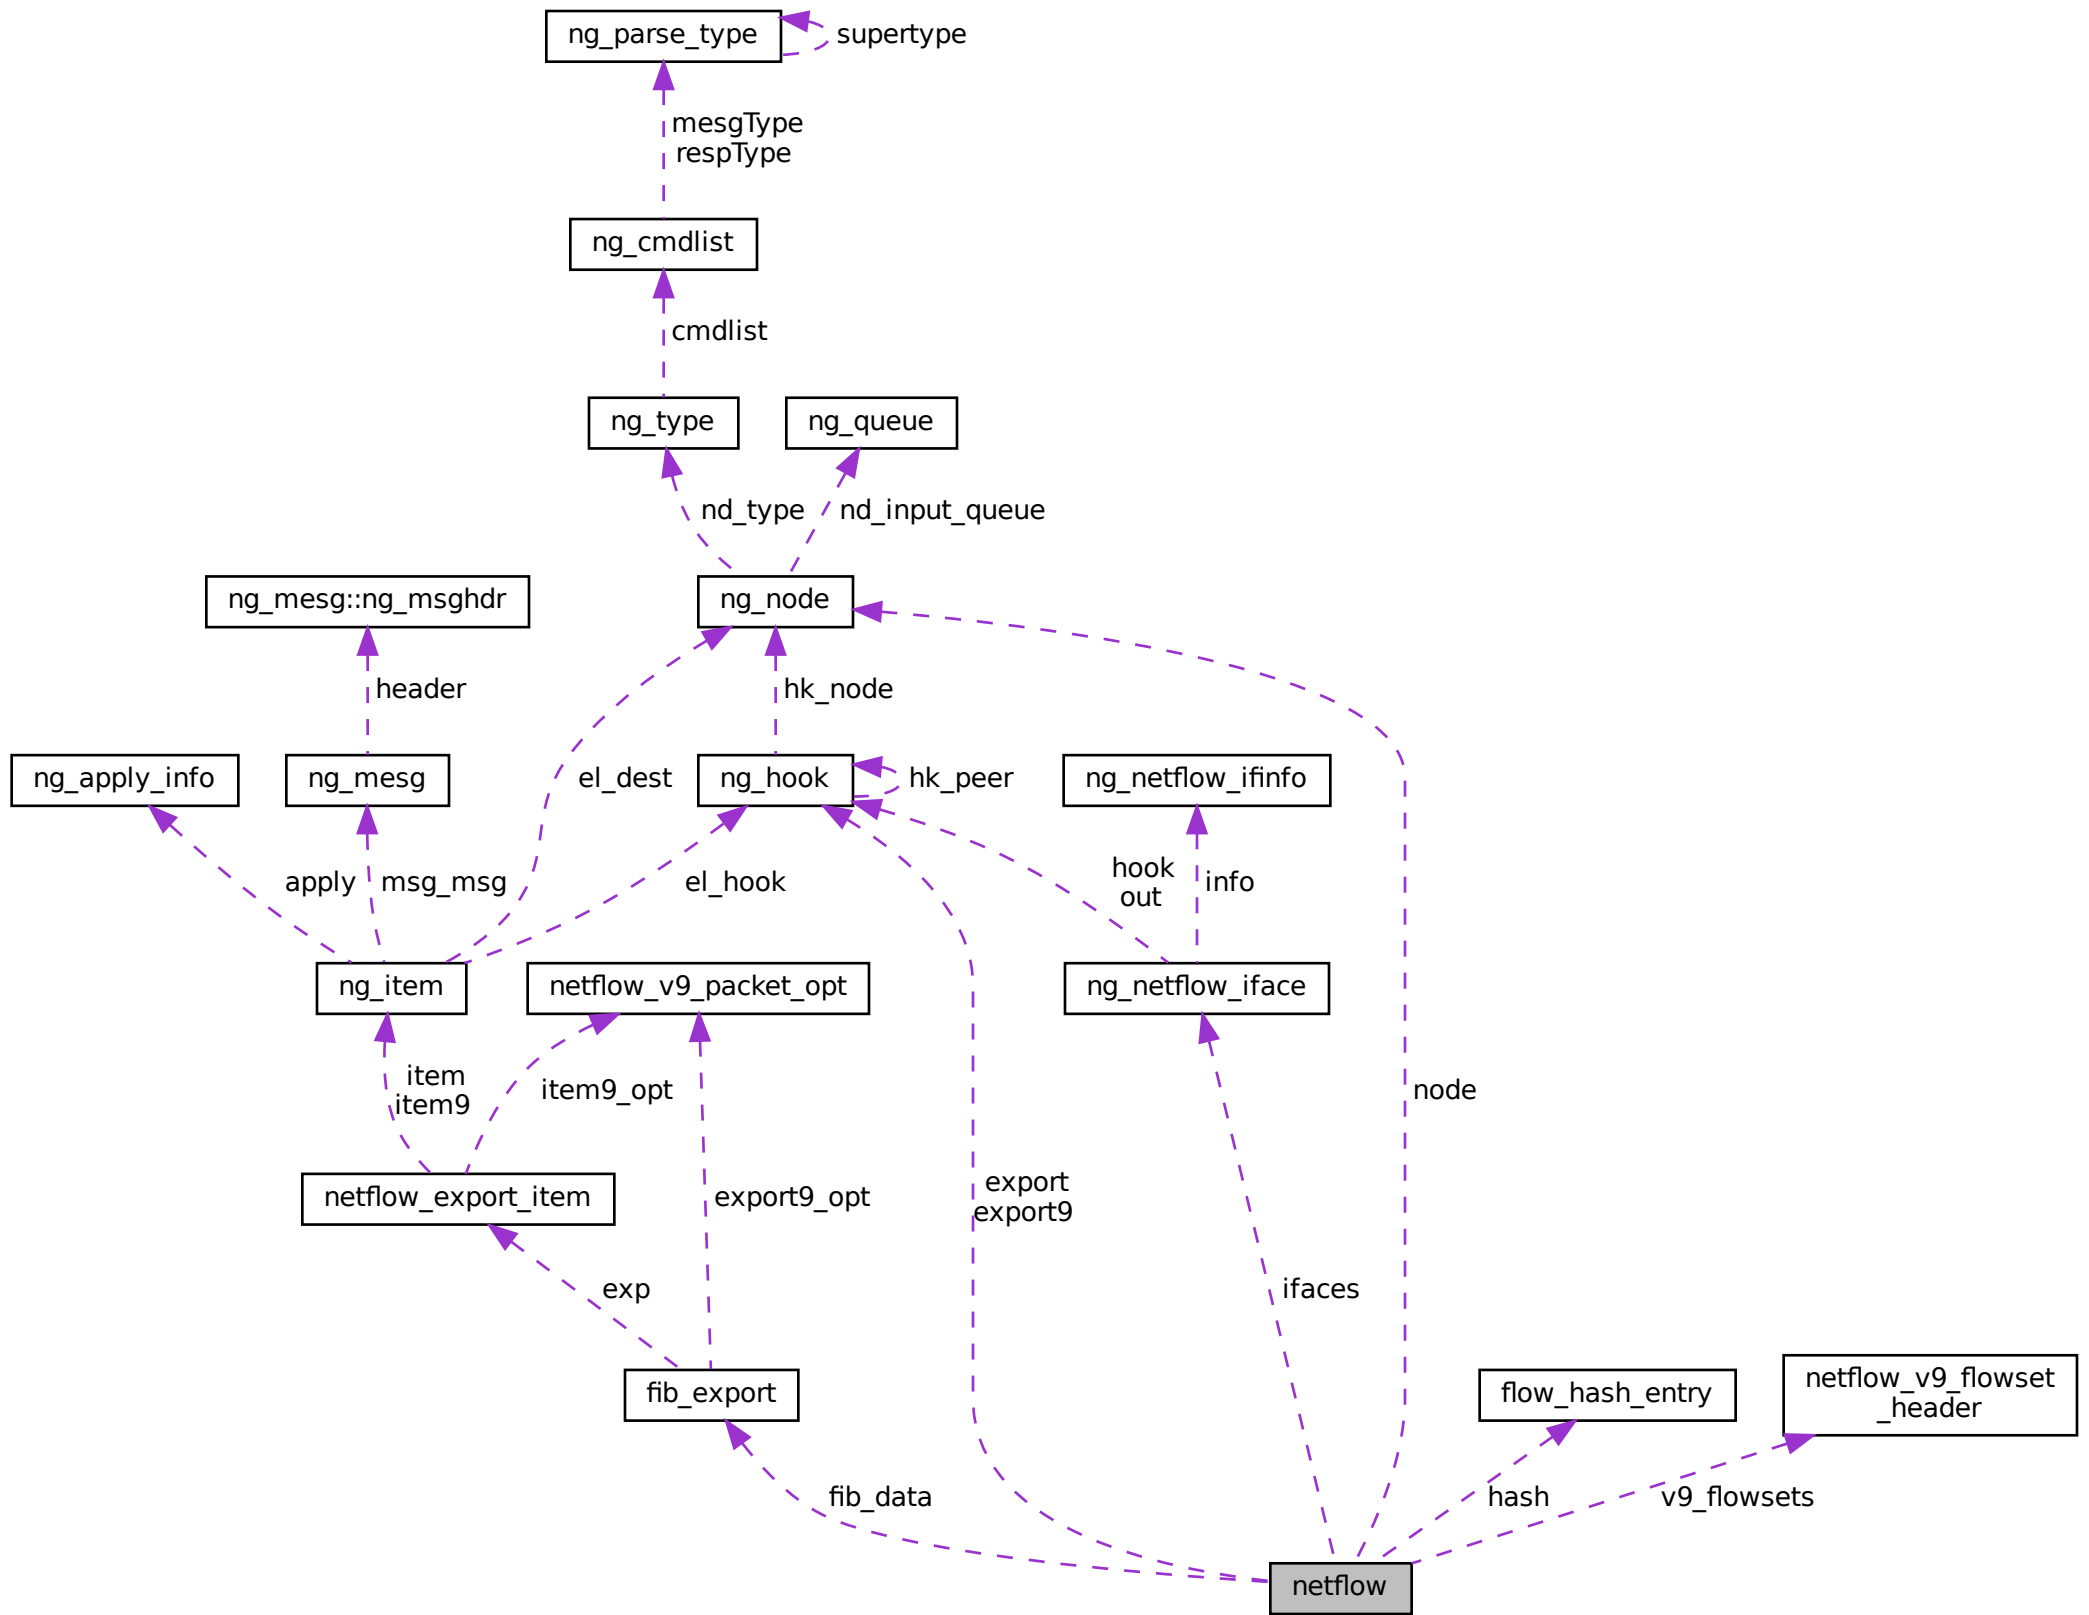 ng_parse_type
supertype
mesgType
respType
ng_cmdlist
cmdlist
ng_type
ng_queue
nd_type
nd_input_queue
ng_mesg::ng_msghdr
ng_node
header
hk_node
ng_apply_info
ng_mesg
el_dest
ng_hook
hk_peer
ng_netflow_ifinfo
apply
msg_msg
el_hook
hook
out
info
ng_item
netflow_v9_packet_opt
ng_netflow_iface
item
item9
item9_opt
node
netflow_export_item
export9_opt
export
export9
exp
ifaces
fib_export
flow_hash_entry
netflow_v9_flowset
_header
fib_data
hash
v9_flowsets
netflow